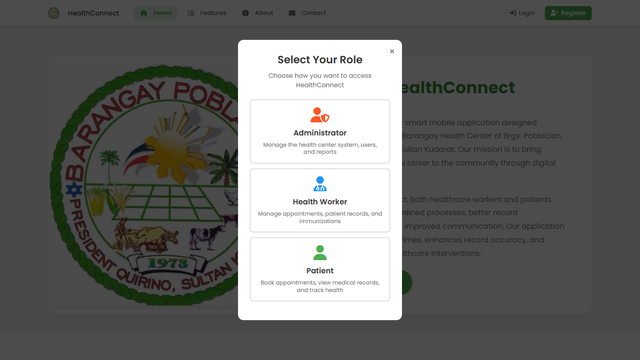 HealthConnect
Home
Features
About
Contact
Login
Register
×
Select Your Role
Choose how you want to access
HealthConnect
Administrator
Manage the health center system, users,
and reports
Health Worker
Manage appointments, patient records, and
immunizations
Patient
Book appointments, view medical records,
and track health
BARANGAY POBLA
PRESIDENT QUIRINO, SULTAN K
1975
ealthConnect
smart mobile application designed
Barangay Health Center of Brgy. Poblacion,
ultan Kudarat. Our mission is to bring
s closer to the community through digital
t, both healthcare workers and patients
nlined processes, better record
improved communication. Our application
times, enhances record accuracy, and
lthcare interventions.